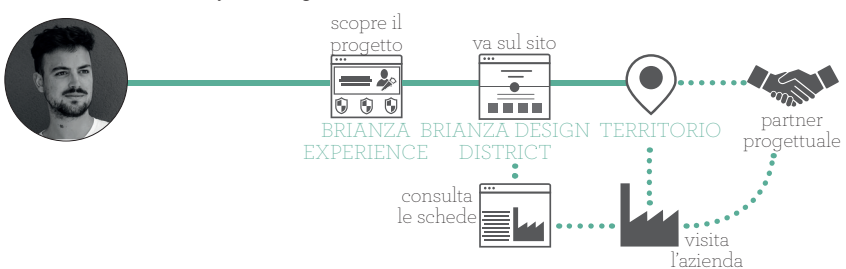 scopre il
progetto
va sul sito
BRIANZA
EXPERIENCE
BRIANZA DESIGN
DISTRICT
TERRITORIO
partner
progettuale
consulta
le schede
visita
l'azienda